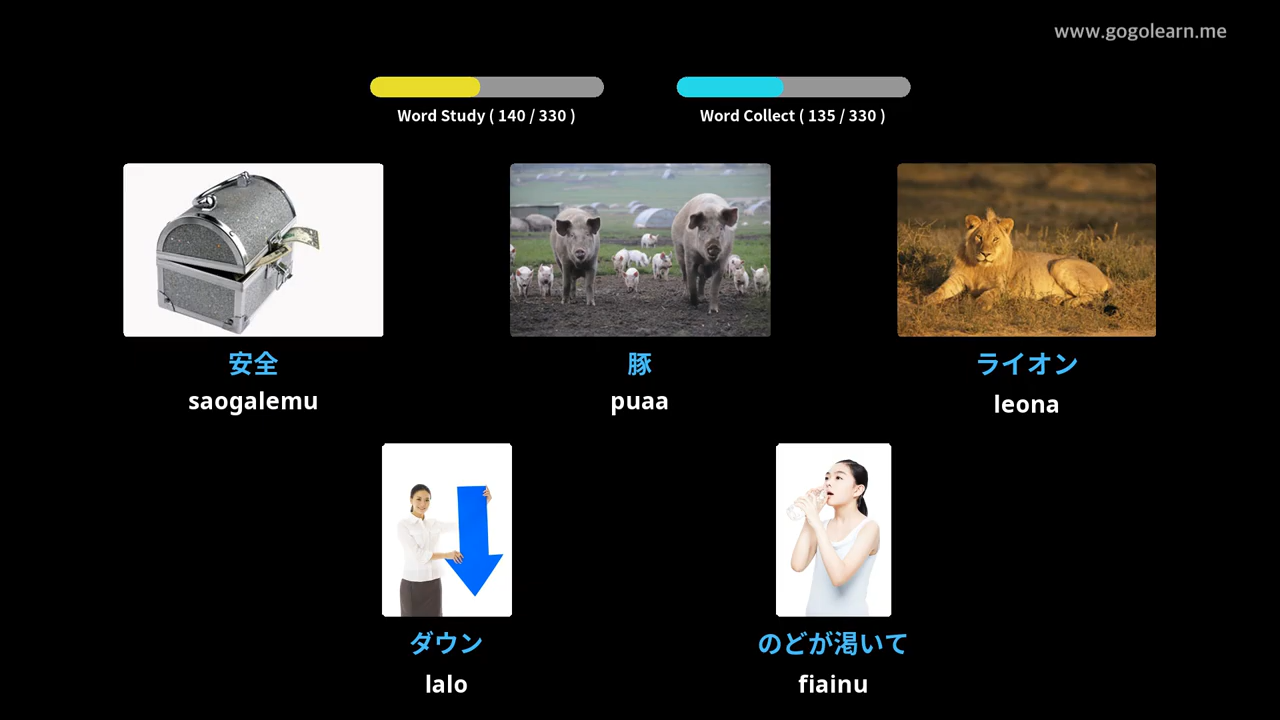 www.gogolearn.me
Word Study ( 140 / 330 )
Word Collect ( 135 / 330 )
安全
saogalemu
豚
puaa
ライオン
leona
ダウン
lalo
のどが渇いて
fiainu